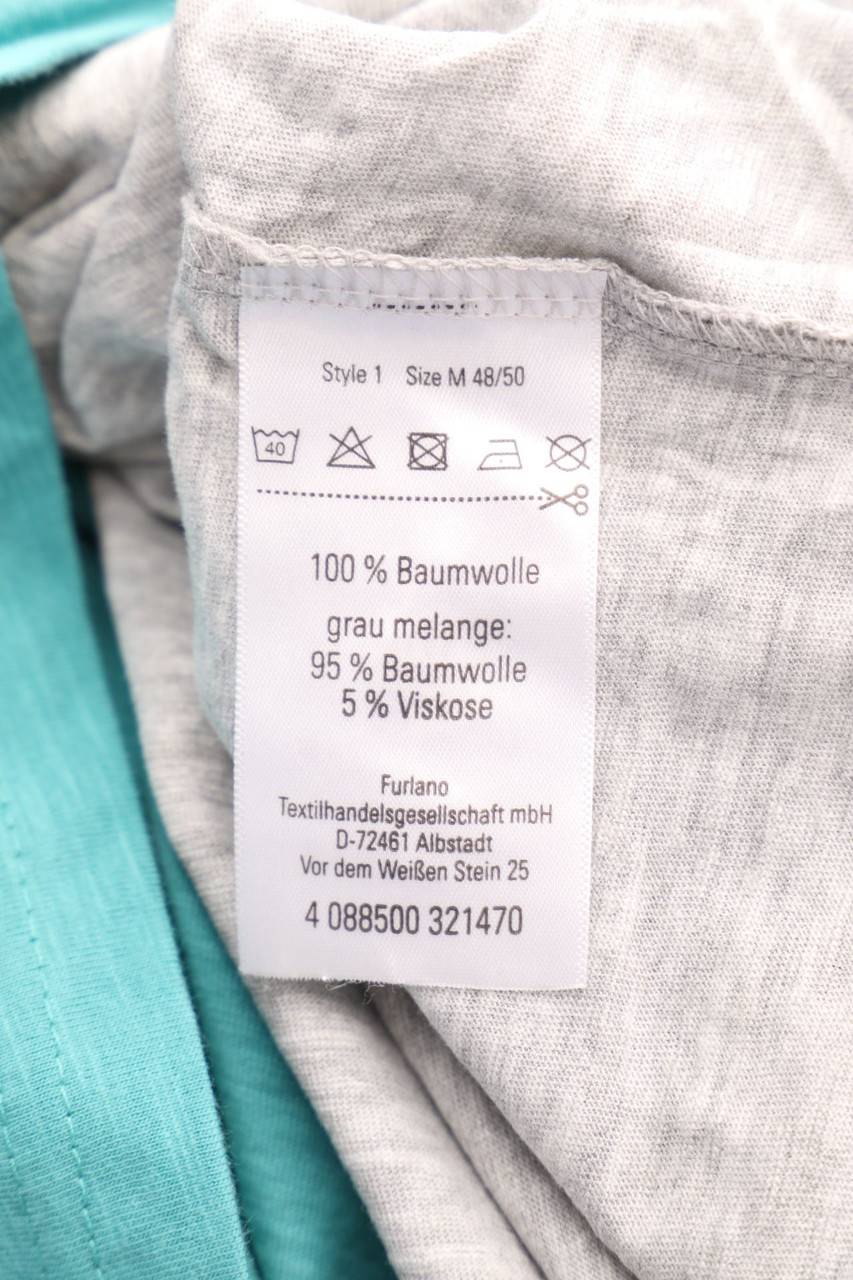 Style 1 Size M 48/50
40
100 % Baumwolle
grau melange:
95 % Baumwolle
5 % Viskose
Furlano
Textilhandelsgesellschaft mbH
D-72461 Albstadt
Vor dem Weißen Stein 25
4 088500 321470